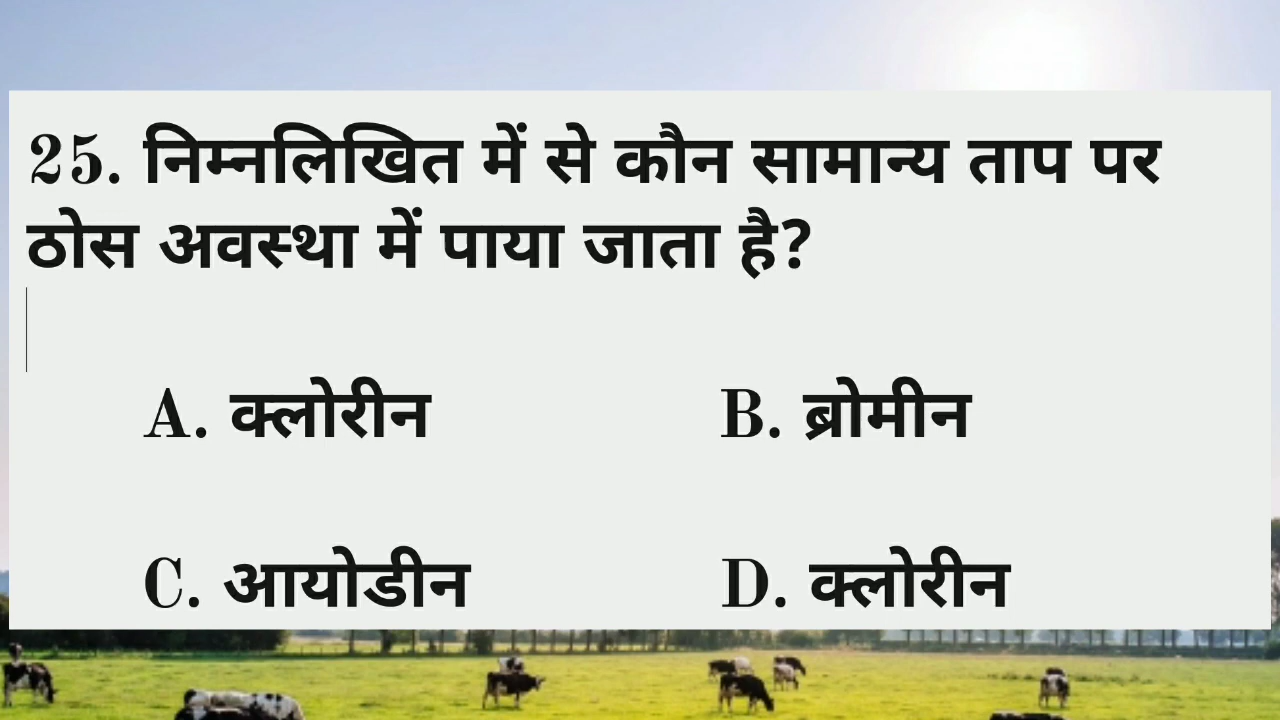 25. निम्नलिखित में से कौन सामान्य ताप पर
ठोस अवस्था में पाया जाता है?
A. क्लोरीन B. ब्रोमीन
C. आयोडीन D. क्लोरीन